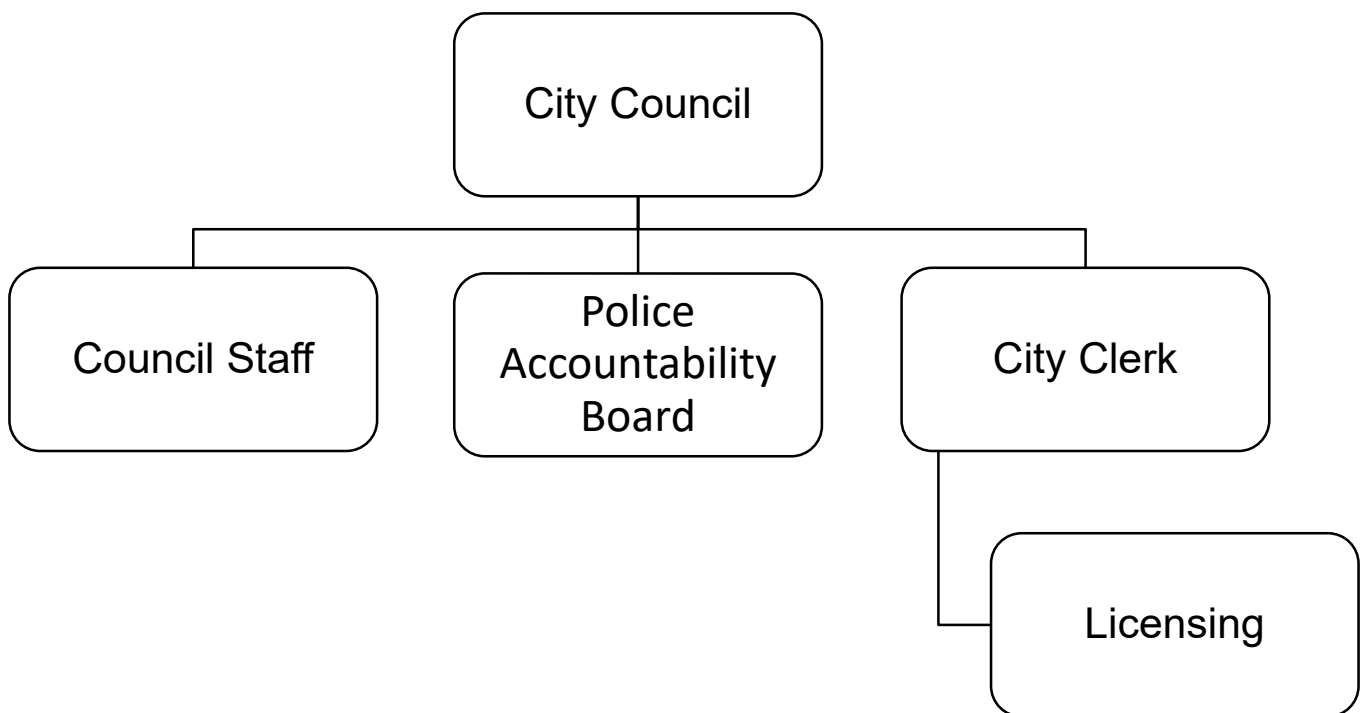 City Council
Council Staff
Police
Accountability
Board
City Clerk
Licensing